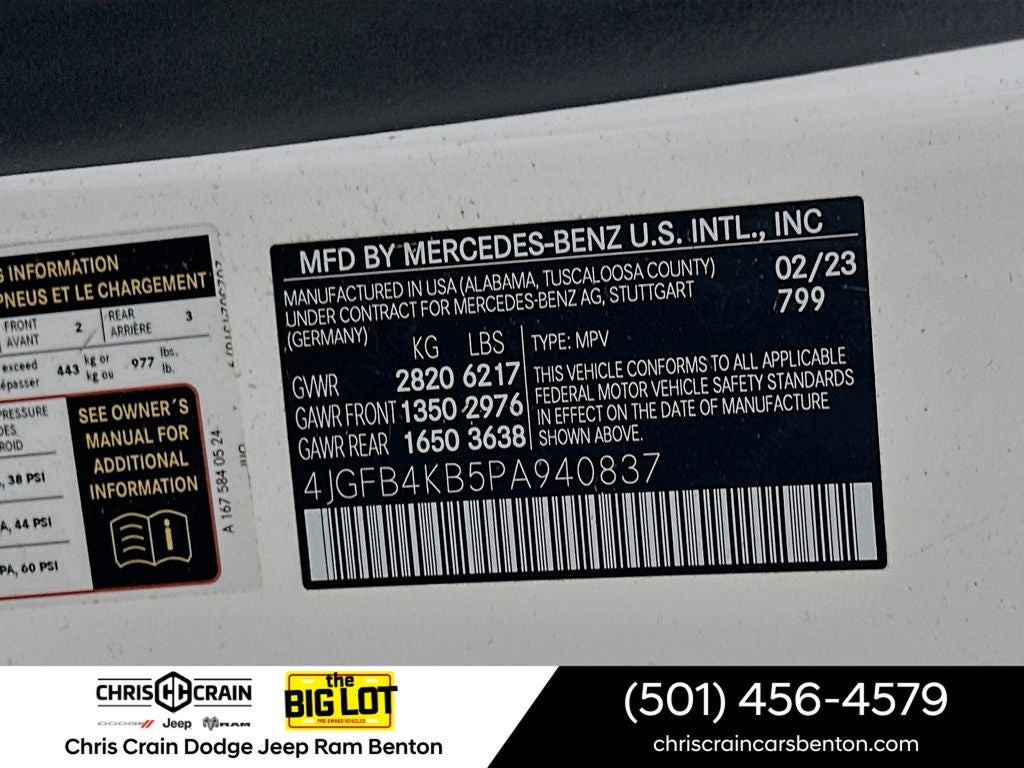 G INFORMATION
PNEUS ET LE CHARGEMENT
FRONT
AVANT
2
REAR
ARRIÈRE
3
exceed
443
kg or
kg ou
977
lbs.
lb.
SEE OWNER´S
MANUAL FOR
ADDITIONAL
INFORMATION
38 PSI
44 PSI
60 PSI
A 167 584 05 24
MFD BY MERCEDES-BENZ U.S. INTL., INC
MANUFACTURED IN USA (ALABAMA, TUSCALOOSA COUNTY)
UNDER CONTRACT FOR MERCEDES-BENZ AG, STUTTGART
(GERMANY)
02/23
799
KG LBS
GVWR 2820 6217
GAWR FRONT 1350 2976
GAWR REAR 1650 3638
TYPE: MPV
THIS VEHICLE CONFORMS TO ALL APPLICABLE
FEDERAL MOTOR VEHICLE SAFETY STANDARDS
IN EFFECT ON THE DATE OF MANUFACTURE
SHOWN ABOVE.
4JGFB4KB5PA940837
CHRIS CRAIN
DODGE Jeep RAM
the
BIG LOT
PRE-OWNED VEHICLES
Chris Crain Dodge Jeep Ram Benton
(501) 456-4579
chriscraincarsbenton.com